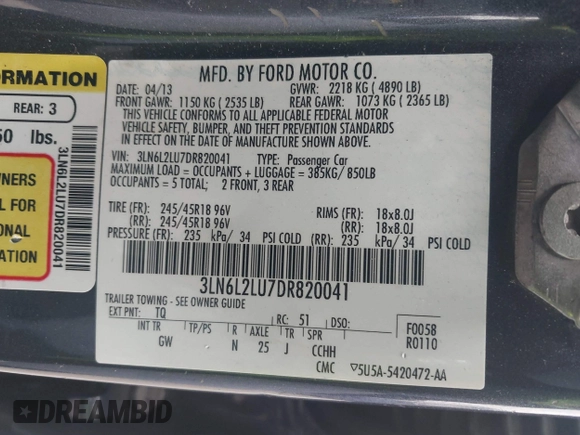 FORMATION
REAR: 3
50 lbs.
3LN6L2LU7DR820041
WNERS
L FOR
ONAL
MFD. BY FORD MOTOR CO.
DATE: 04/13 GVWR: 2218 KG ( 4890 LB)
FRONT GAWR: 1150 KG ( 2535 LB) REAR GAWR: 1073 KG ( 2365 LB)
THIS VEHICLE CONFORMS TO ALL APPLICABLE FEDERAL MOTOR
VEHICLE SAFETY, BUMPER, AND THEFT PREVENTION STANDARDS
IN EFFECT ON THE DATE OF MANUFACTURE SHOWN ABOVE.
VIN: 3LN6L2LU7DR820041 TYPE: Passenger Car
MAXIMUM LOAD = OCCUPANTS + LUGGAGE = 385KG/ 850LB
OCCUPANTS = 5 TOTAL; 2 FRONT, 3 REAR
TIRE (FR): 245/45R18 96V RIMS (FR): 18x8.0J
(RR): 245/45R18 96V (RR): 18x8.0J
PRESSURE (FR): 235 kPa/ 34 PSI COLD (RR): 235 kPa/ 34 PSI COLD
3LN6L2LU7DR820041
TRAILER TOWING - SEE OWNER GUIDE
EXT PNT: TQ RC: 51 DSO: F0058
INT TR TP/PS R AXLE TR SPR R0110
GW N 25 J CCHH
CMC 5U5A-5420472-AA
DREAMBID